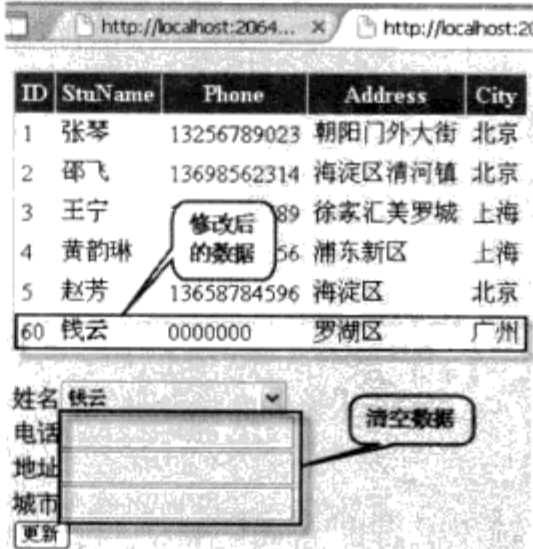 http://localhost:2064... × http://localhost:20
ID StuName Phone Address City
1 张琴 13256789023 朝阳门外大街 北京
2 邵飞 13698562314 海淀区清河镇 北京
3 王宁 89 徐家汇美罗城 上海
4 黄韵琳 56 浦东新区 上海
5 赵芳 13658784596 海淀区 北京
60 钱云 0000000 罗湖区 广州
修改后
的数据
姓名 钱云
电话
地址
城市
更新
清空数据